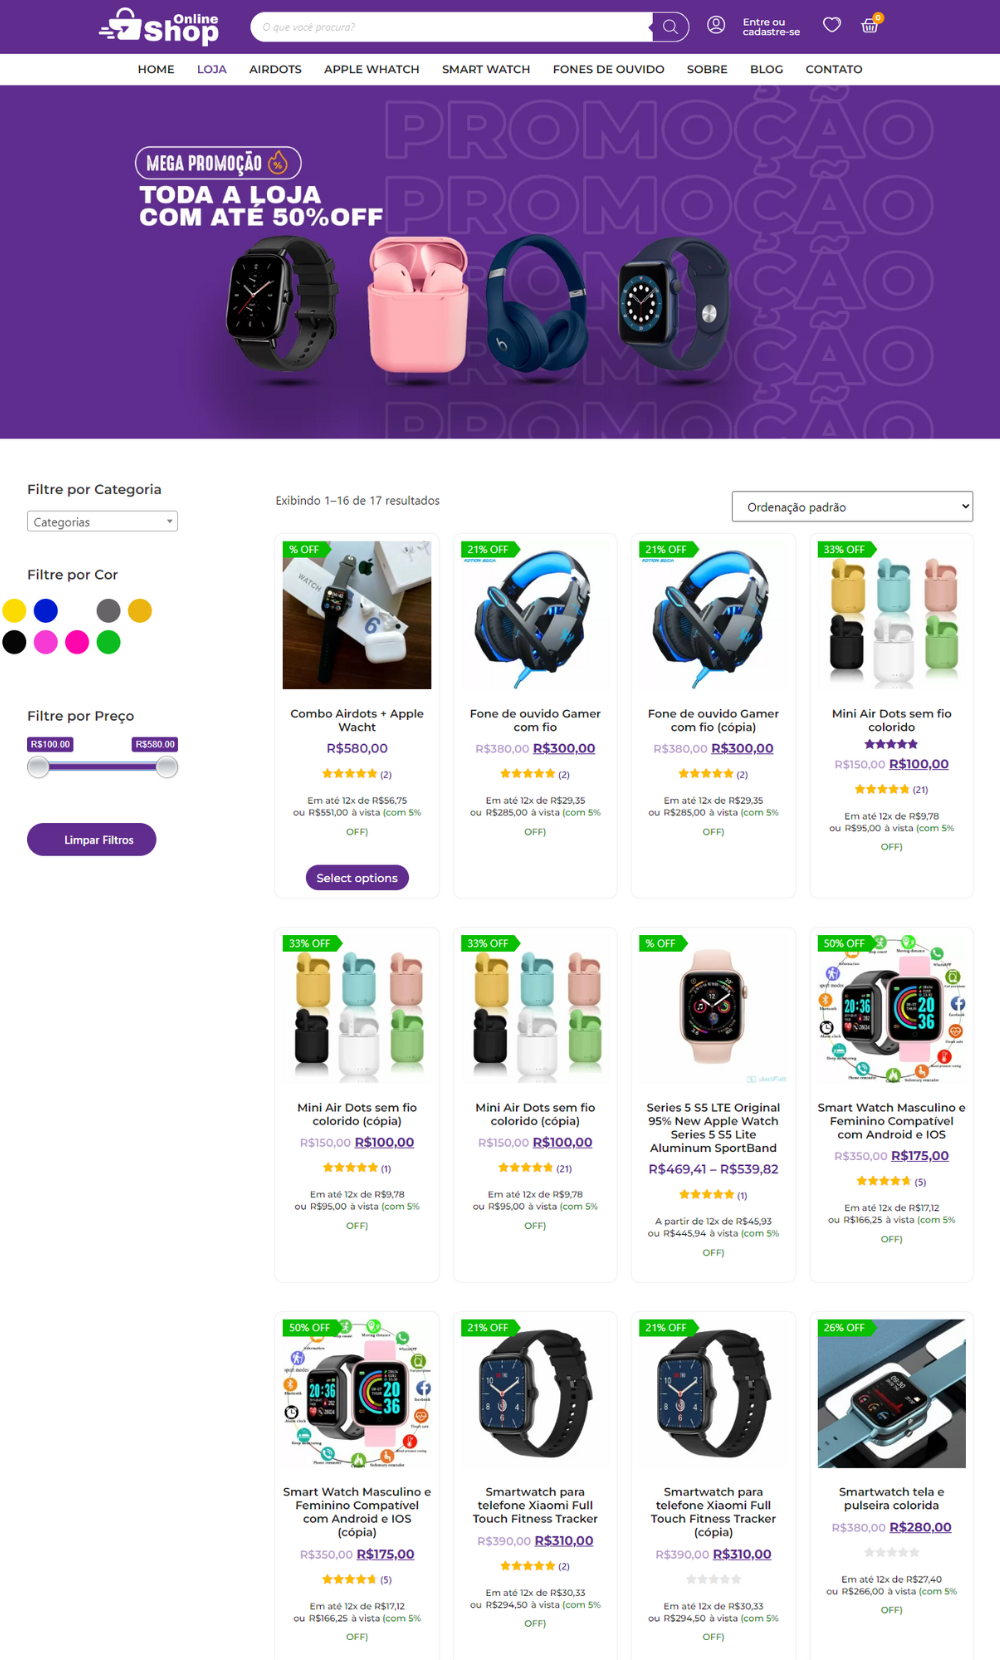 Online
Shop
O que você procura?
Entre ou
cadastre-se
0
HOME LOJA AIRDOTS APPLE WHATCH SMART WATCH FONES DE OUVIDO SOBRE BLOG CONTATO
PROMOÇÃO
PROMOÇÃO
PROMOÇÃO
PROMOÇÃO
PROMOÇÃO
MEGA PROMOÇÃO %
TODA A LOJA
COM ATÉ 50%OFF
Filtre por Categoria
Categorias
Filtre por Cor
Filtre por Preço
R$100.00 R$580.00
Limpar Filtros
Exibindo 1–16 de 17 resultados
Ordenação padrão
% OFF
WATCH
Combo Airdots + Apple
Wacht
R$580,00
(2)
Em até 12x de R$56,75
ou R$551,00 à vista (com 5%
OFF)
Select options
21% OFF
Fone de ouvido Gamer
com fio
R$380,00 R$300,00
(2)
Em até 12x de R$29,35
ou R$285,00 à vista (com 5%
OFF)
21% OFF
Fone de ouvido Gamer
com fio (cópia)
R$380,00 R$300,00
(2)
Em até 12x de R$29,35
ou R$285,00 à vista (com 5%
OFF)
33% OFF
Mini Air Dots sem fio
colorido
R$150,00 R$100,00
(21)
Em até 12x de R$9,78
ou R$95,00 à vista (com 5%
OFF)
33% OFF
Mini Air Dots sem fio
colorido (cópia)
R$150,00 R$100,00
(1)
Em até 12x de R$9,78
ou R$95,00 à vista (com 5%
OFF)
33% OFF
Mini Air Dots sem fio
colorido (cópia)
R$150,00 R$100,00
(21)
Em até 12x de R$9,78
ou R$95,00 à vista (com 5%
OFF)
% OFF
Series 5 S5 LTE Original
95% New Apple Watch
Series 5 S5 Lite
Aluminum SportBand
R$469,41 – R$539,82
(1)
A partir de 12x de R$45,93
ou R$445,94 à vista (com 5%
OFF)
50% OFF
20:36
20
36
Smart Watch Masculino e
Feminino Compatível
com Android e IOS
R$350,00 R$175,00
(5)
Em até 12x de R$17,12
ou R$166,25 à vista (com 5%
OFF)
50% OFF
20:36
20
36
Smart Watch Masculino e
Feminino Compatível
com Android e IOS
(cópia)
R$350,00 R$175,00
(5)
Em até 12x de R$17,12
ou R$166,25 à vista (com 5%
OFF)
21% OFF
Smartwatch para
telefone Xiaomi Full
Touch Fitness Tracker
R$390,00 R$310,00
(2)
Em até 12x de R$30,33
ou R$294,50 à vista (com 5%
OFF)
21% OFF
Smartwatch para
telefone Xiaomi Full
Touch Fitness Tracker
(cópia)
R$390,00 R$310,00
Em até 12x de R$30,33
ou R$294,50 à vista (com 5%
OFF)
26% OFF
09:30
Smartwatch tela e
pulseira colorida
R$380,00 R$280,00
Em até 12x de R$27,40
ou R$266,00 à vista (com 5%
OFF)